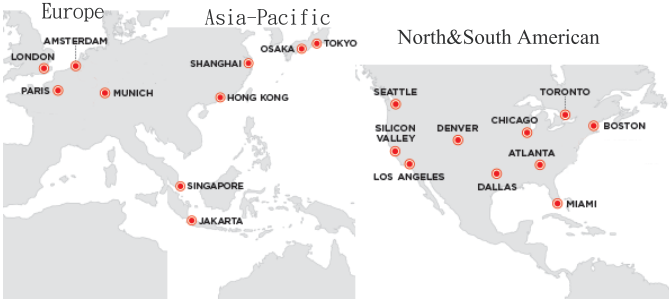 Europe
AMSTERDAM
LONDON
PARIS
MUNICH
Asia-Pacific
OSAKA
TOKYO
SHANGHAI
HONG KONG
SINGAPORE
JAKARTA
North&South American
SEATTLE
TORONTO
CHICAGO
BOSTON
SILICON
VALLEY
DENVER
ATLANTA
LOS ANGELES
DALLAS
MIAMI